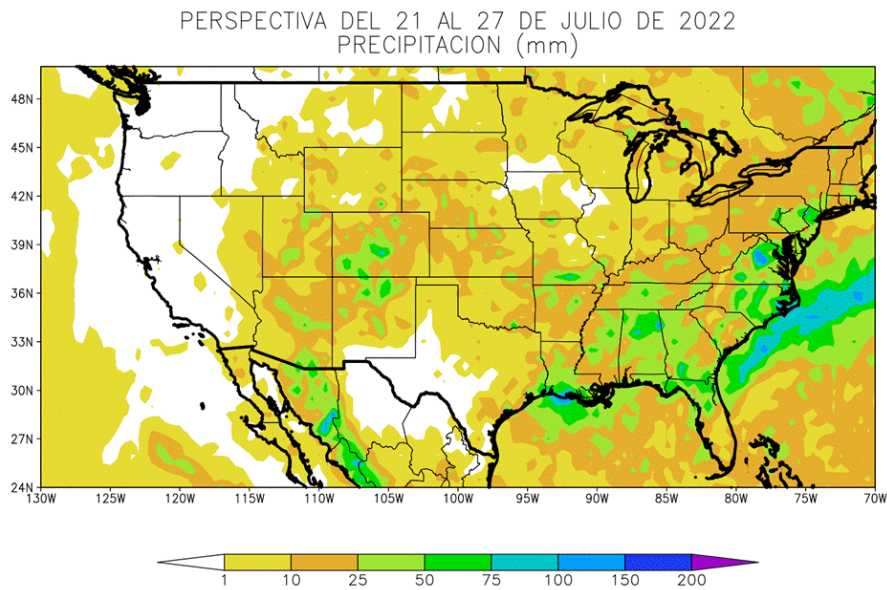 PERSPECTIVA DEL 21 AL 27 DE JULIO DE 2022
PRECIPITACION (mm)
48N
45N
42N
39N
36N
33N
30N
27N
24N
130W 125W 120W 115W 110W 105W 100W 95W 90W 85W 80W 75W 70W
1 10 25 50 75 100 150 200